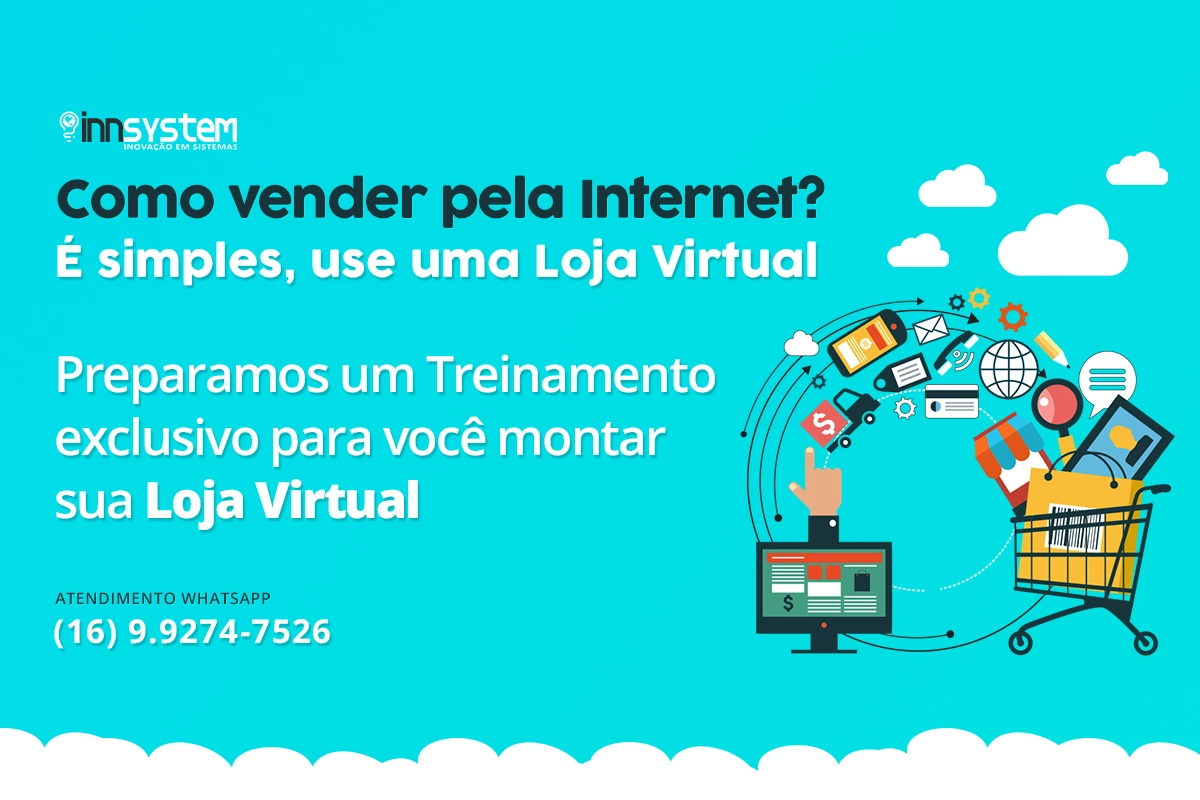 innsystem
INOVAÇÃO EM SISTEMAS
Como vender pela Internet?
É simples, use uma Loja Virtual
Preparamos um Treinamento
exclusivo para você montar
sua Loja Virtual
ATENDIMENTO WHATSAPP
(16) 9.9274-7526
$
$